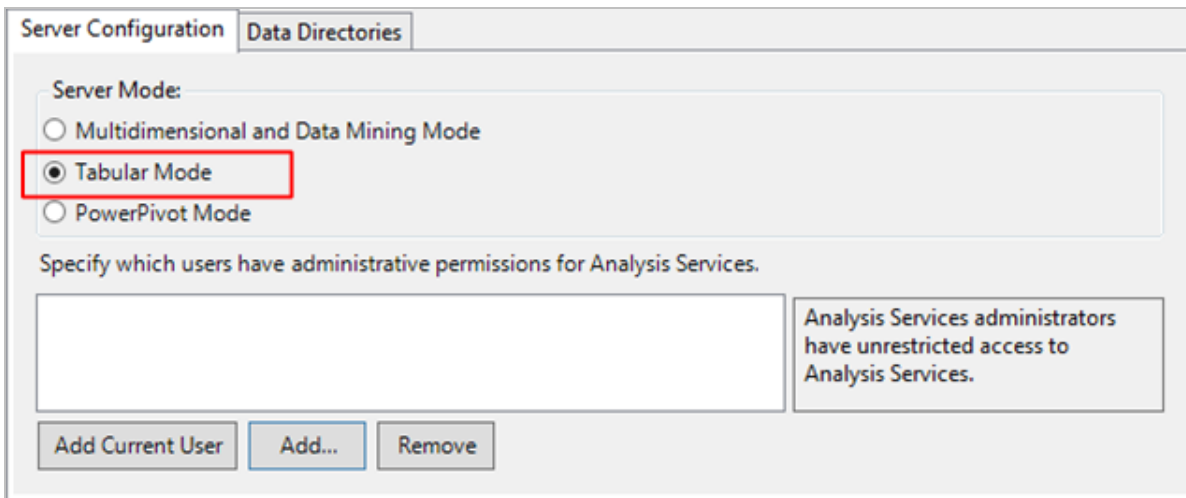 Server Configuration
Data Directories
Server Mode:
Multidimensional and Data Mining Mode
Tabular Mode
PowerPivot Mode
Specify which users have administrative permissions for Analysis Services.
Analysis Services administrators
have unrestricted access to
Analysis Services.
Add Current User
Add...
Remove